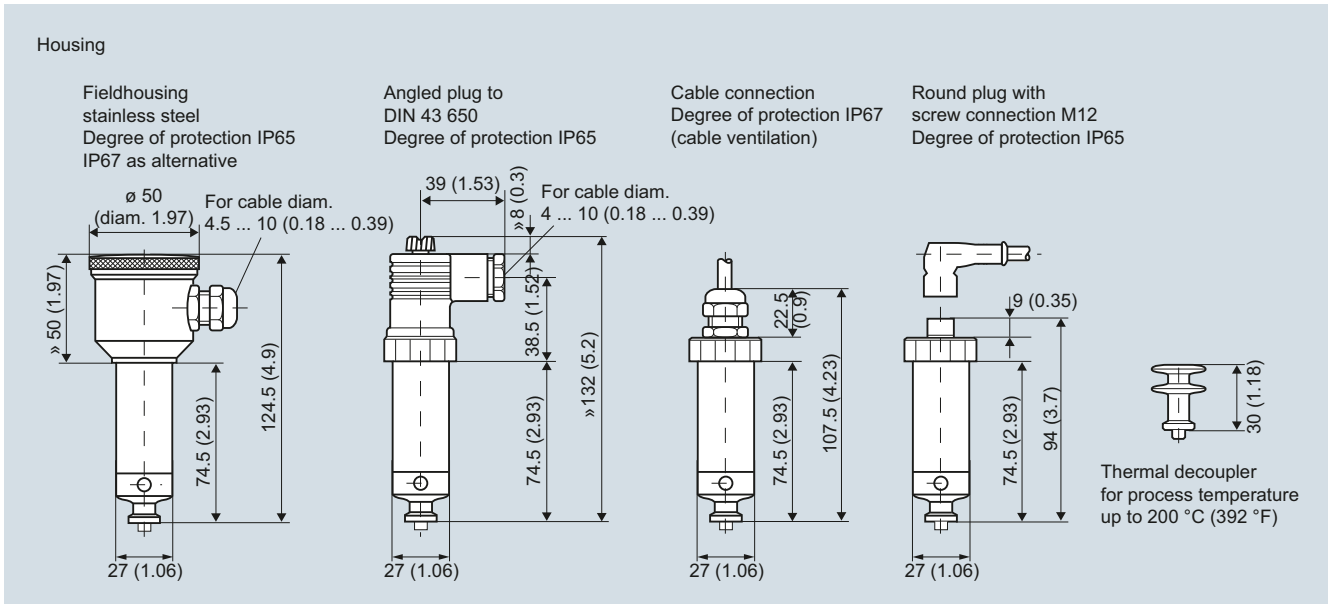 Housing
Fieldhousing
stainless steel
Degree of protection IP65
IP67 as alternative
ø 50
(diam. 1.97)
For cable diam.
4.5 ... 10 (0.18 ... 0.39)
» 50 (1.97)
74.5 (2.93)
124.5 (4.9)
27 (1.06)
Angled plug to
DIN 43 650
Degree of protection IP65
39 (1.53)
»8 (0.3)
For cable diam.
4 ... 10 (0.18 ... 0.39)
38.5 (1.52)
74.5 (2.93)
»132 (5.2)
27 (1.06)
Cable connection
Degree of protection IP67
(cable ventilation)
22.5
(0.9)
74.5 (2.93)
107.5 (4.23)
27 (1.06)
Round plug with
screw connection M12
Degree of protection IP65
9 (0.35)
74.5 (2.93)
94 (3.7)
27 (1.06)
30 (1.18)
Thermal decoupler
for process temperature
up to 200 °C (392 °F)